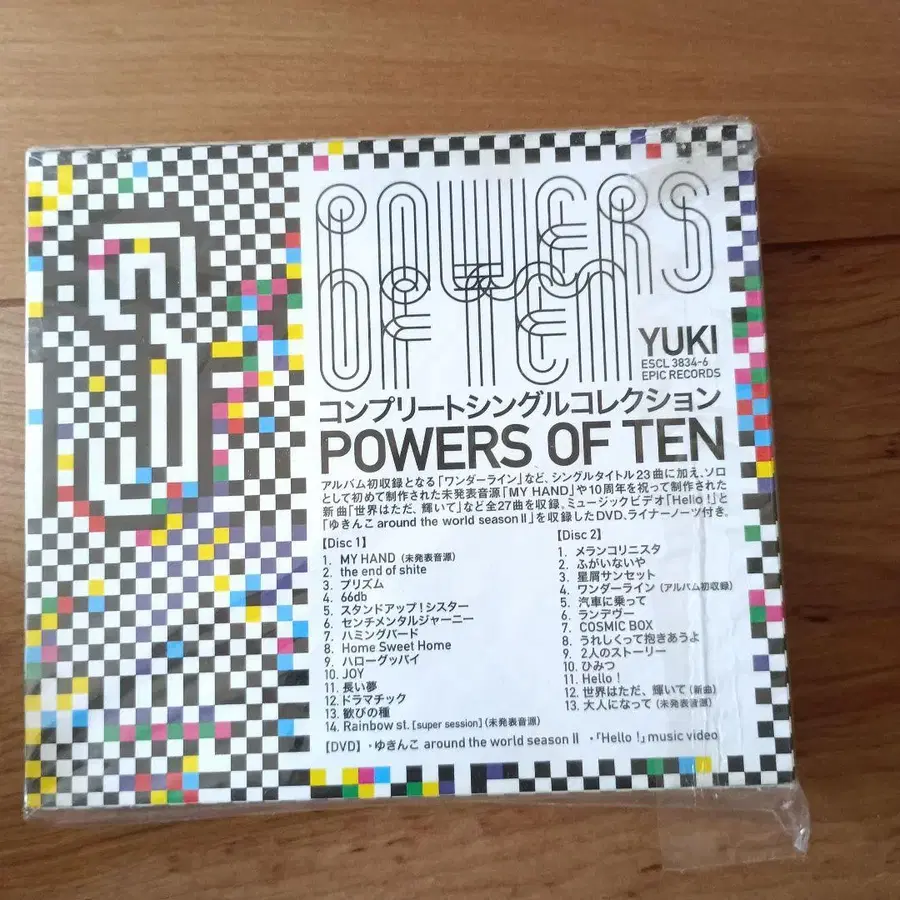 POWERS
OF TEN
YUKI
ESCL 3834-6
EPIC RECORDS
コンプリートシングルコレクション
POWERS OF TEN
アルバム初収録となる「ワンダーライン」など、シングルタイトル23曲に加え、ソロ
として初めて制作された未発表音源「MY HAND」や10周年を祝って制作された
新曲「世界はただ、輝いて」など全27曲を収録。ミュージックビデオ「Hello !」と
「ゆきんこ around the world season II」を収録したDVD、ライナーノーツ付き。
【Disc 1】
1. MY HAND (未発表音源)
2. the end of shite
3. プリズム
4. 66db
5. スタンドアップ!シスター
6. センチメンタルジャーニー
7. ハミングバード
8. Home Sweet Home
9. ハローグッバイ
10. JOY
11. 長い夢
12. ドラマチック
13. 歓びの種
14. Rainbow st. [super session] (未発表音源)
【Disc 2】
1. メランコリニスタ
2. ふがいないや
3. 星屑サンセット
4. ワンダーライン (アルバム初収録)
5. 汽車に乗って
6. ランデヴー
7. COSMIC BOX
8. うれしくって抱きあうよ
9. 2人のストーリー
10. ひみつ
11. Hello !
12. 世界はただ、輝いて (新曲)
13. 大人になって (未発表音源)
【DVD】・ゆきんこ around the world season II ・「Hello !」 music video